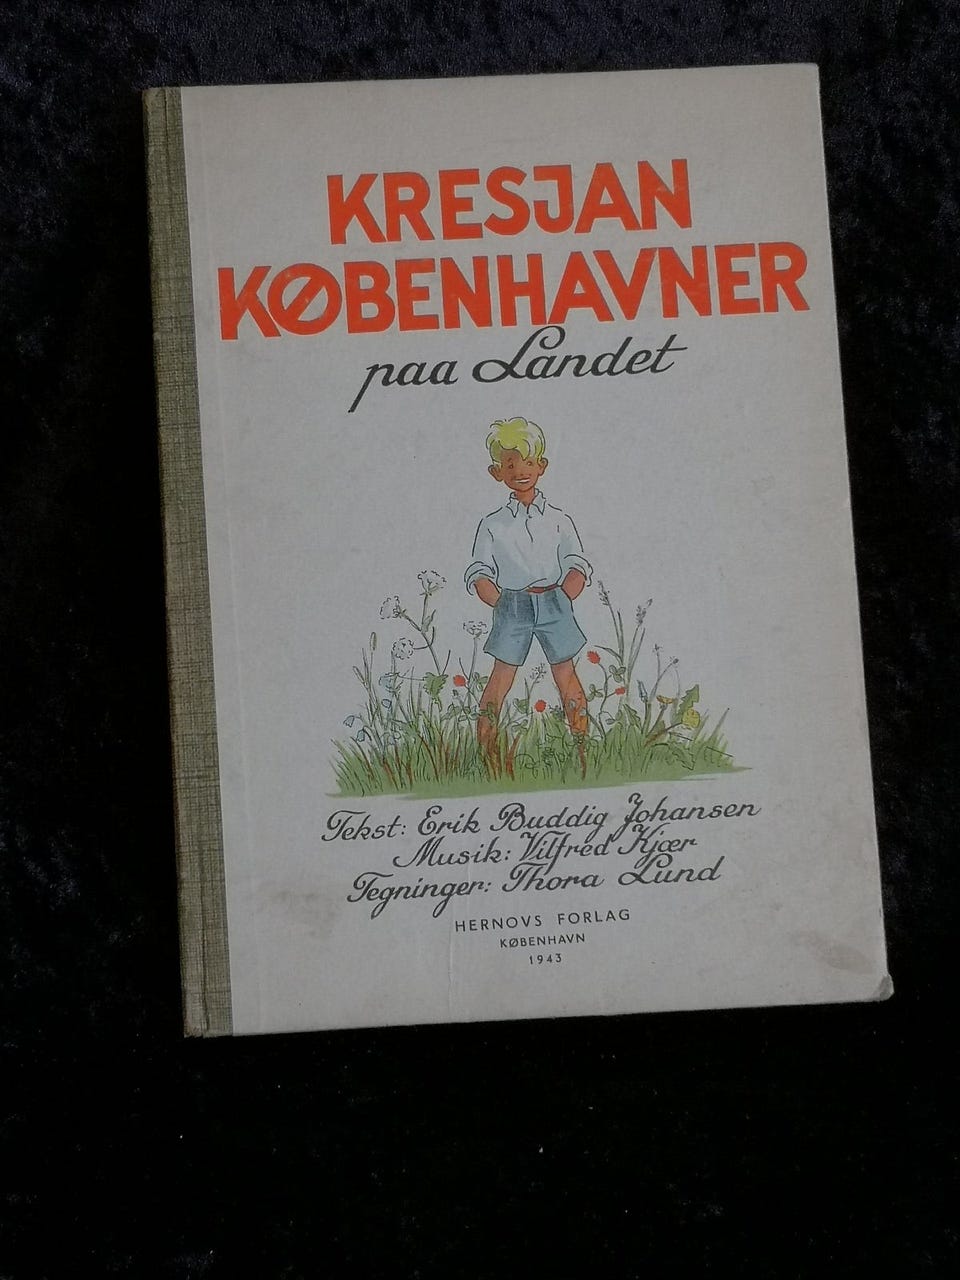 KRESJAN
KØBENHAVNER
paa Landet
Tekst: Erik Buddig Johansen
Musik: Vilfred Kjær
Tegninger: Thora Lund
HERNOVS FORLAG
KØBENHAVN
1943